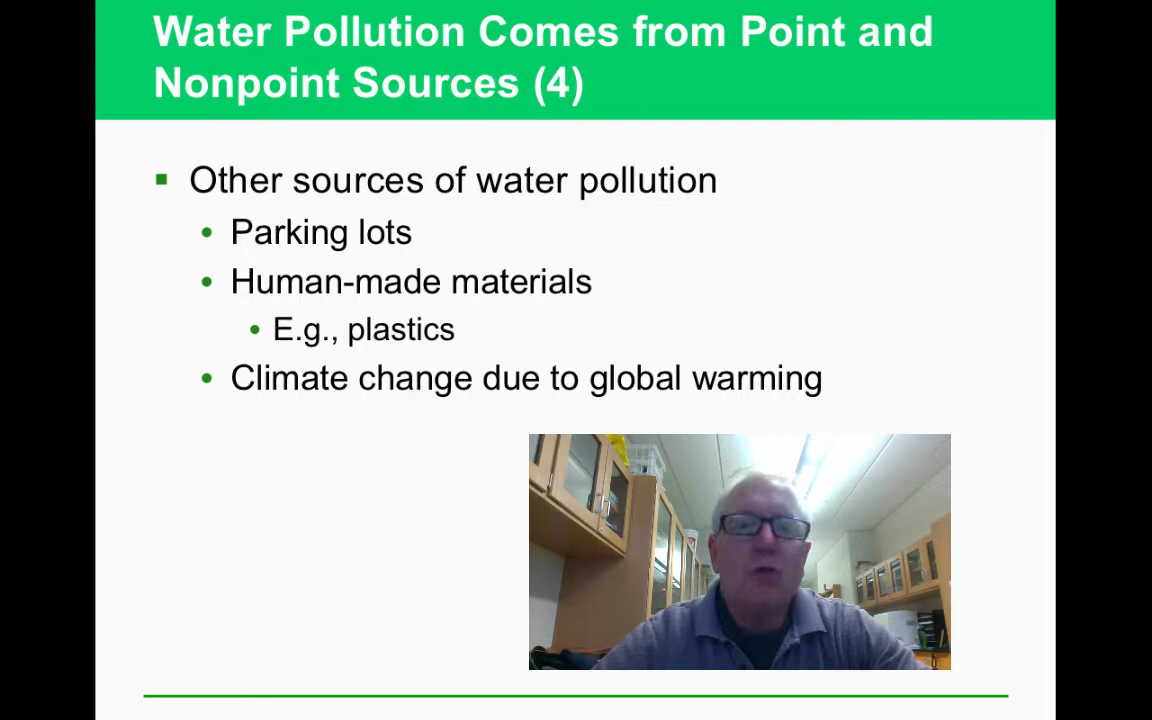 Water Pollution Comes from Point and
Nonpoint Sources (4)
Other sources of water pollution
Parking lots
Human-made materials
E.g., plastics
Climate change due to global warming